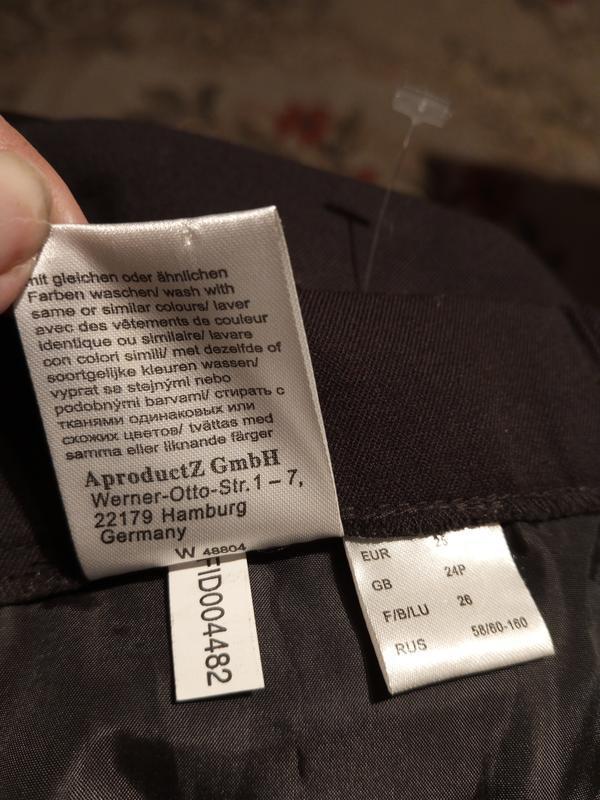 mit gleichen oder ähnlichen
Farben waschen/ wash with
same or similar colours/ laver
avec des vêtements de couleur
identique ou similaire/ lavare
con colori simili/ met dezelfde of
soortgelijke kleuren wassen/
vyprat se stejnými nebo
podobnými barvami/ стирать с
тканями одинаковых или
схожих цветов/ tvättas med
samma eller liknande färger
AproductZ GmbH
Werner-Otto-Str.1 – 7,
22179 Hamburg
Germany
W 48804
FID004482
EUR
GB 24P
F/B/LU 26
RUS 58/60-160